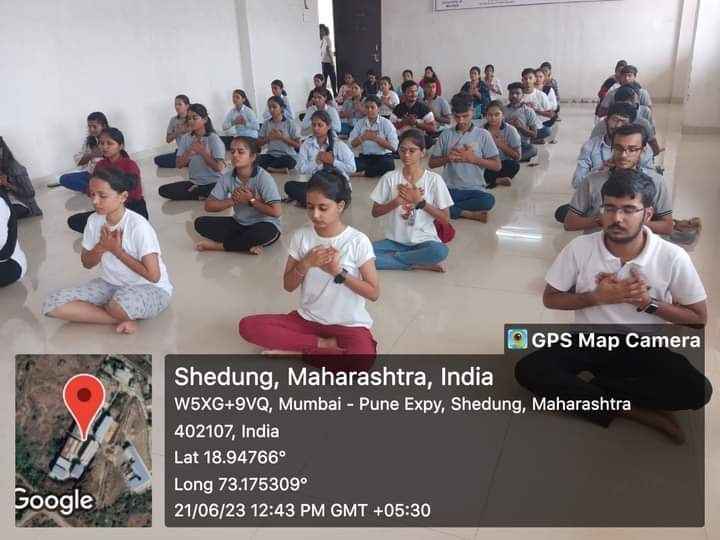 GPS Map Camera
Shedung, Maharashtra, India
W5XG+9VQ, Mumbai - Pune Expy, Shedung, Maharashtra
402107, India
Lat 18.94766°
Long 73.175309°
21/06/23 12:43 PM GMT +05:30
Google